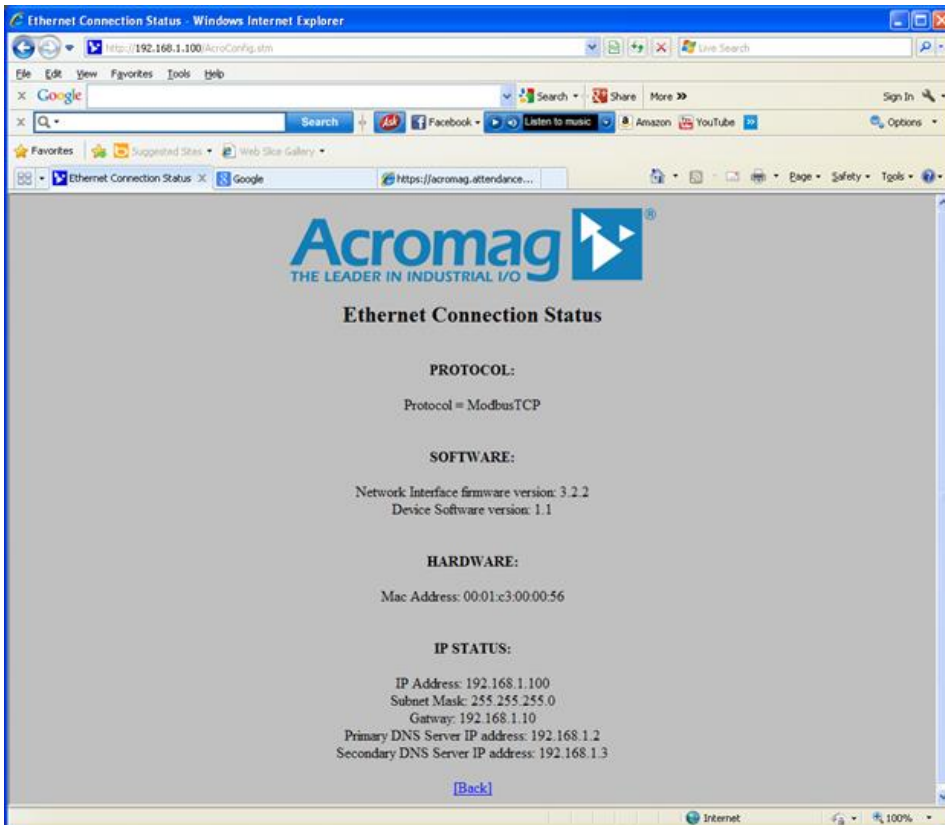 Ethernet Connection Status - Windows Internet Explorer
http://192.168.1.100/AcroConfig.stm
Live Search
File Edit View Favorites Tools Help
× Google Search Share More » Sign In
× Search Ask Facebook Listen to music Amazon YouTube Options
Favorites Suggested Sites Web Slice Gallery
Ethernet Connection Status × Google https://acromag.attendance... Page Safety Tools
Acromag®
THE LEADER IN INDUSTRIAL I/O
Ethernet Connection Status
PROTOCOL:
Protocol = ModbusTCP
SOFTWARE:
Network Interface firmware version: 3.2.2
Device Software version: 1.1
HARDWARE:
Mac Address: 00:01:c3:00:00:56
IP STATUS:
IP Address: 192.168.1.100
Subnet Mask: 255.255.255.0
Gatway: 192.168.1.10
Primary DNS Server IP address: 192.168.1.2
Secondary DNS Server IP address: 192.168.1.3
[Back]
Internet 100%